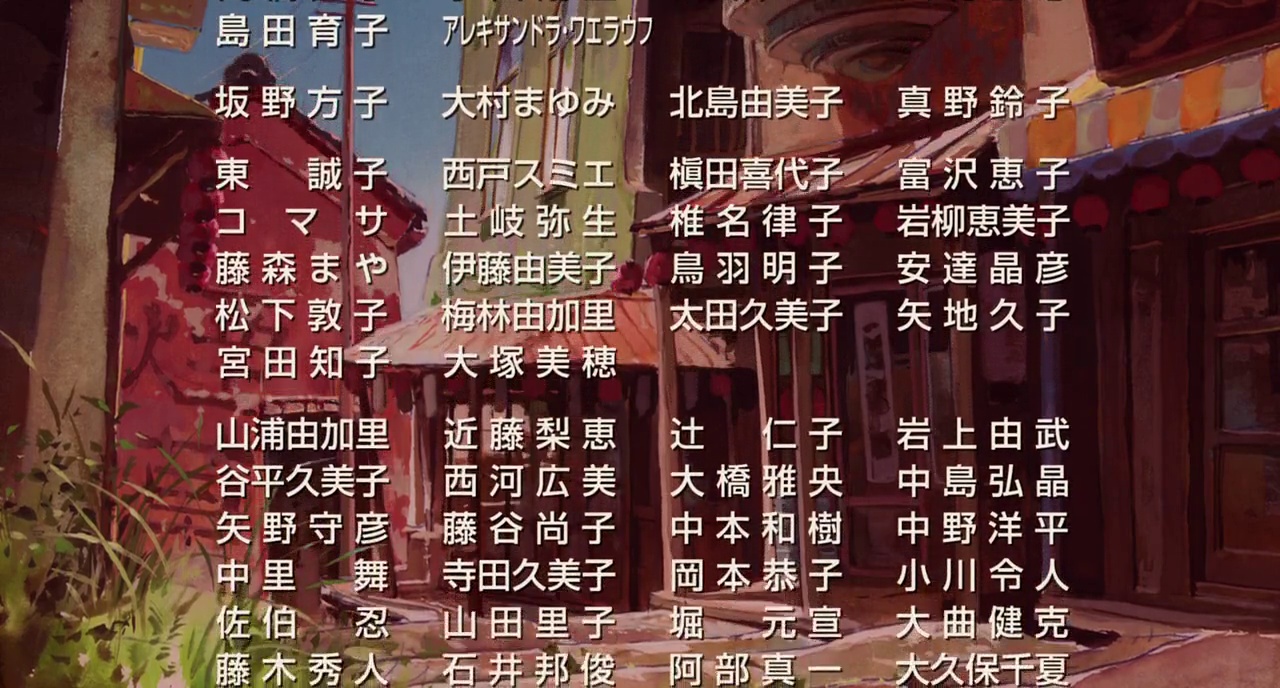 島田育子 アレキサンドラ・ワエラウフ
坂野方子 大村まゆみ 北島由美子 真野鈴子
東誠子 西戸スミエ 槇田喜代子 富沢恵子
コマサ 土岐弥生 椎名律子 岩柳恵美子
藤森まや 伊藤由美子 鳥羽明子 安達晶彦
松下敦子 梅林由加里 太田久美子 矢地久子
宮田知子 大塚美穂
山浦由加里 近藤梨恵 辻仁子 岩上由武
谷平久美子 西河広美 大橋雅央 中島弘晶
矢野守彦 藤谷尚子 中本和樹 中野洋平
中里舞 寺田久美子 岡本恭子 小川令人
佐伯忍 山田里子 堀元宣 大曲健克
藤木秀人 石井邦俊 阿部真一 大久保千夏